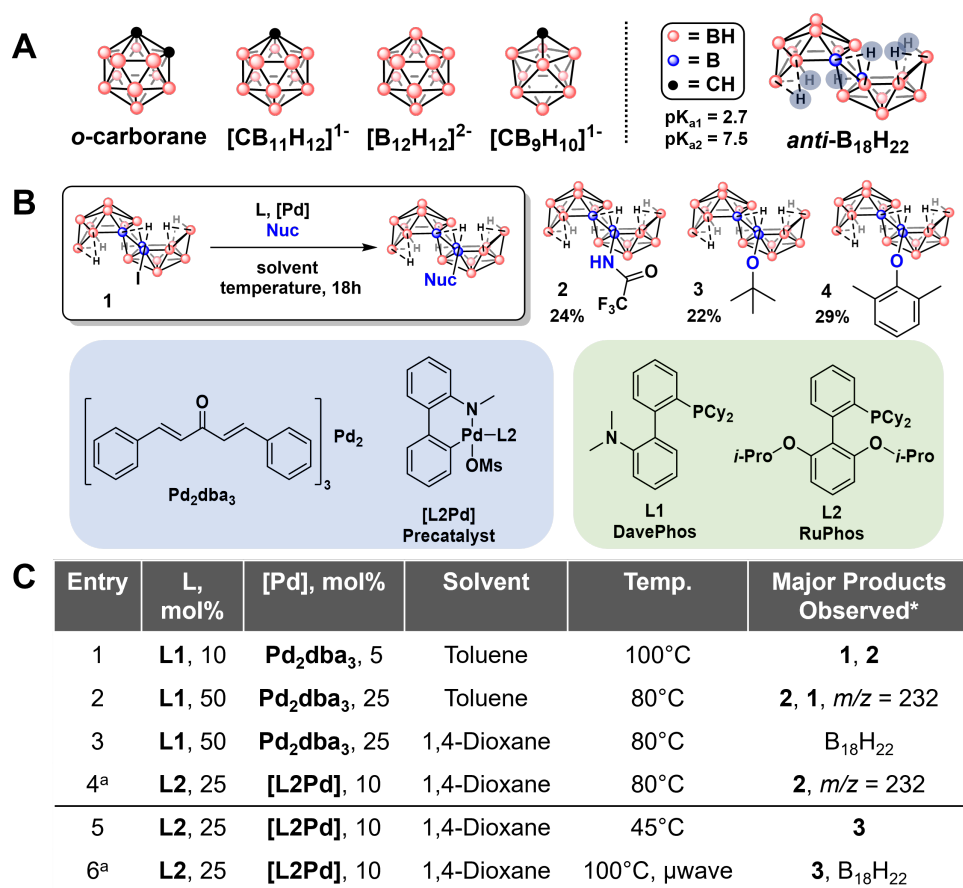 A
o-carborane
[CB₁₁H₁₂]¹⁻
[B₁₂H₁₂]²⁻
[CB₉H₁₀]¹⁻
= BH
= B
= CH
pKₐ₁ = 2.7
pKₐ₂ = 7.5
H H H H H H
anti-B₁₈H₂₂
B
H H H H H H
I
1
L, [Pd]
Nuc
solvent
temperature, 18h
H H H H H H
Nuc
H H H H H H
HN
O
F₃C
2
24%
H H H H H H
O
3
22%
H H H H H H
O
4
29%
O
3
Pd₂
Pd₂dba₃
N
Pd L2
OMs
[L2Pd]
Precatalyst
PCy₂
N
L1
DavePhos
PCy₂
i-Pro O O i-Pro
L2
RuPhos
C
Entry L, mol% [Pd], mol% Solvent Temp. Major Products Observed*
1 L1, 10 Pd₂dba₃, 5 Toluene 100°C 1, 2
2 L1, 50 Pd₂dba₃, 25 Toluene 80°C 2, 1, m/z = 232
3 L1, 50 Pd₂dba₃, 25 1,4-Dioxane 80°C B₁₈H₂₂
4ᵃ L2, 25 [L2Pd], 10 1,4-Dioxane 80°C 2, m/z = 232
5 L2, 25 [L2Pd], 10 1,4-Dioxane 45°C 3
6ᵃ L2, 25 [L2Pd], 10 1,4-Dioxane 100°C, µwave 3, B₁₈H₂₂